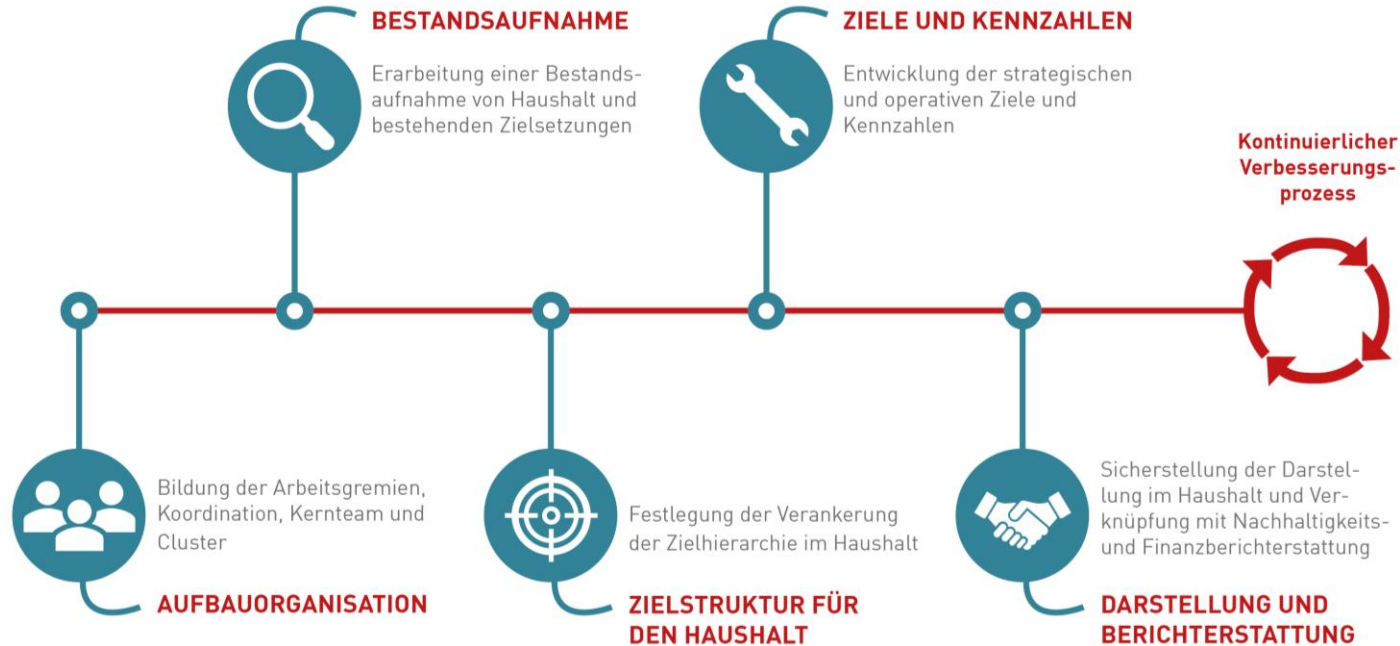 BESTANDSAUFNAHME
Erarbeitung einer Bestands-
aufnahme von Haushalt und
bestehenden Zielsetzungen
ZIELE UND KENNZAHLEN
Entwicklung der strategischen
und operativen Ziele und
Kennzahlen
Kontinuierlicher
Verbesserungs-
prozess
Bildung der Arbeitsgremien,
Koordination, Kernteam und
Cluster
AUFBAUORGANISATION
Festlegung der Verankerung
der Zielhierarchie im Haushalt
ZIELSTRUKTUR FÜR
DEN HAUSHALT
Sicherstellung der Darstel-
lung im Haushalt und Ver-
knüpfung mit Nachhaltigkeits-
und Finanzberichterstattung
DARSTELLUNG UND
BERICHTERSTATTUNG